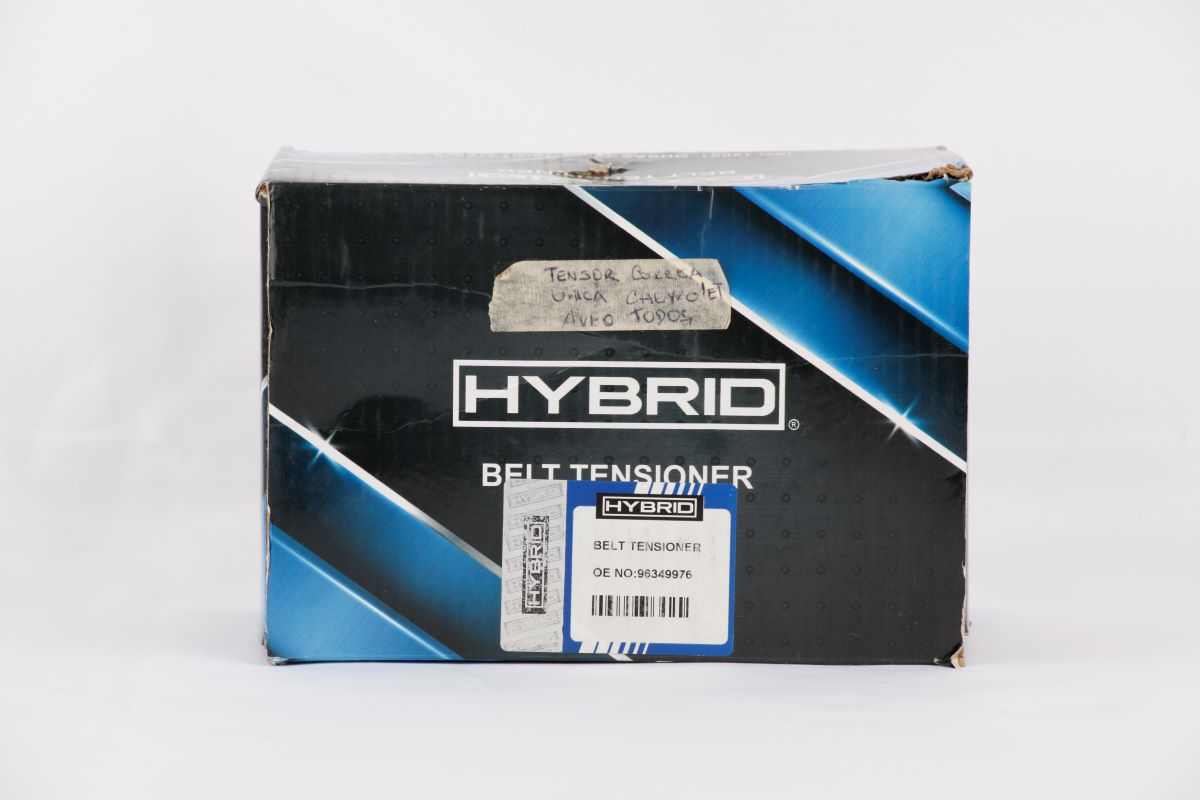 TENSOR CORREA
UNICA CHEVROLET
AVEO TODOS
HYBRID
®
BELT TENSIONER
HYBRID
HYBRID
BELT TENSIONER
OE NO:96349976